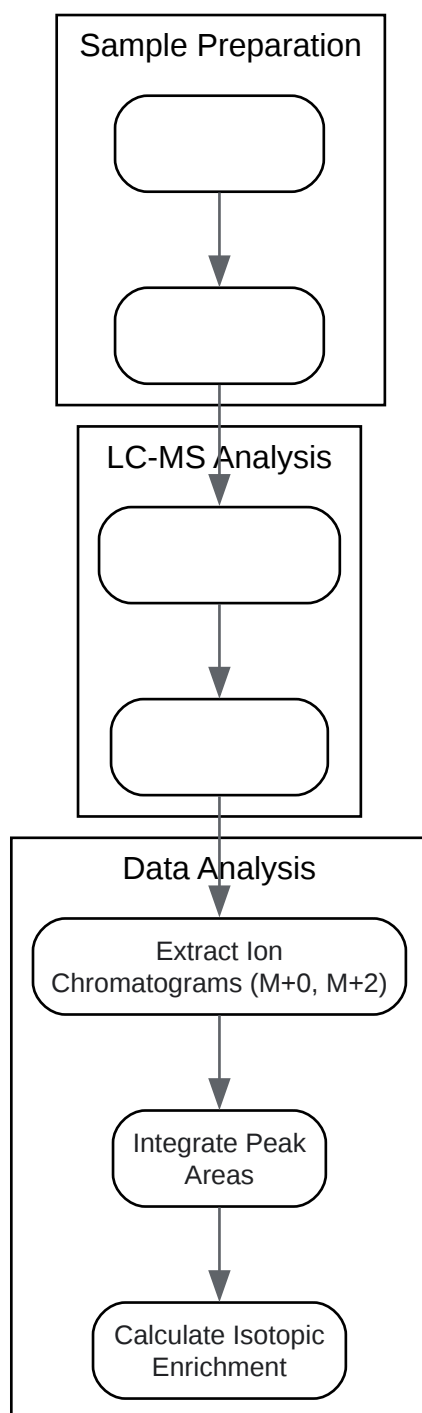 Sample Preparation
LC-MS Analysis
Data Analysis
Extract Ion
Chromatograms (M+0, M+2)
Integrate Peak
Areas
Calculate Isotopic
Enrichment